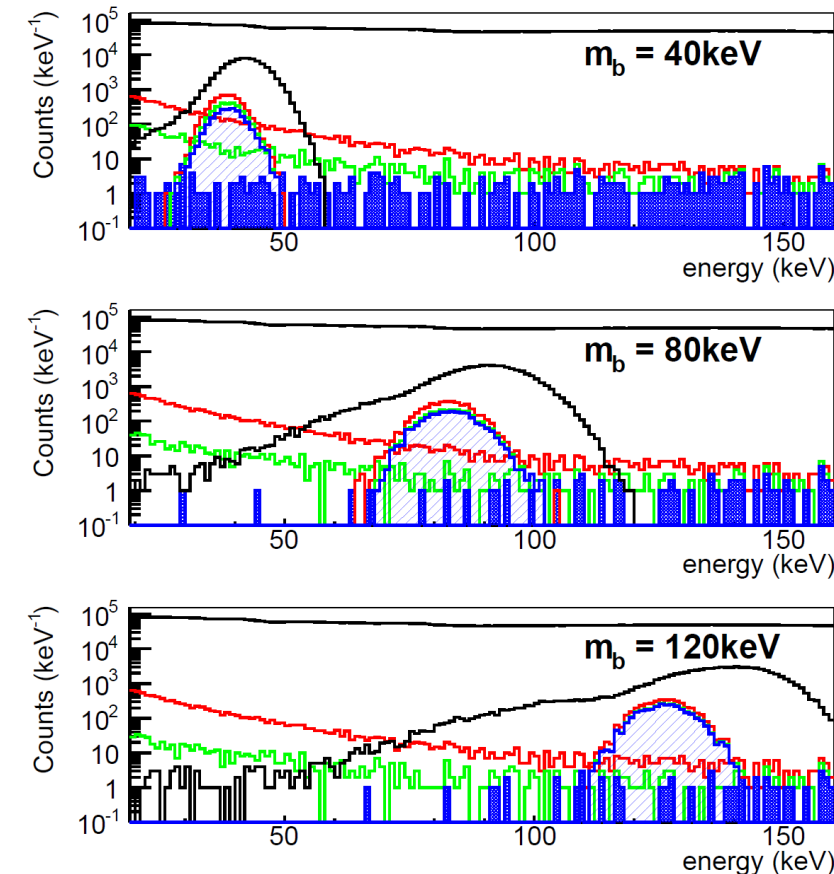 Counts (keV⁻¹)
10⁵
10⁴
10³
10²
10
1
10⁻¹
m_b = 40keV
50 100 150
energy (keV)
Counts (keV⁻¹)
10⁵
10⁴
10³
10²
10
1
10⁻¹
m_b = 80keV
50 100 150
energy (keV)
Counts (keV⁻¹)
10⁵
10⁴
10³
10²
10
1
10⁻¹
m_b = 120keV
50 100 150
energy (keV)